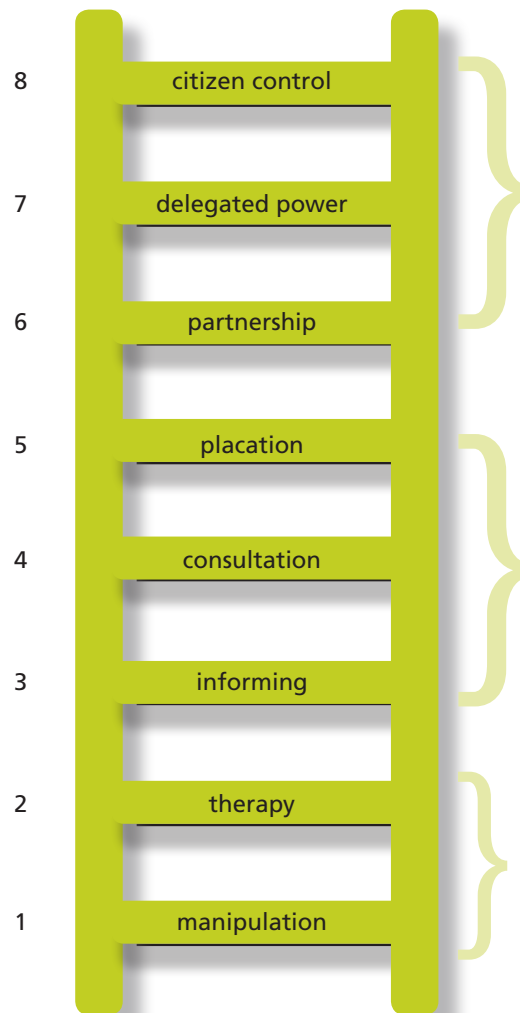 8 citizen control
7 delegated power
6 partnership
5 placation
4 consultation
3 informing
2 therapy
1 manipulation